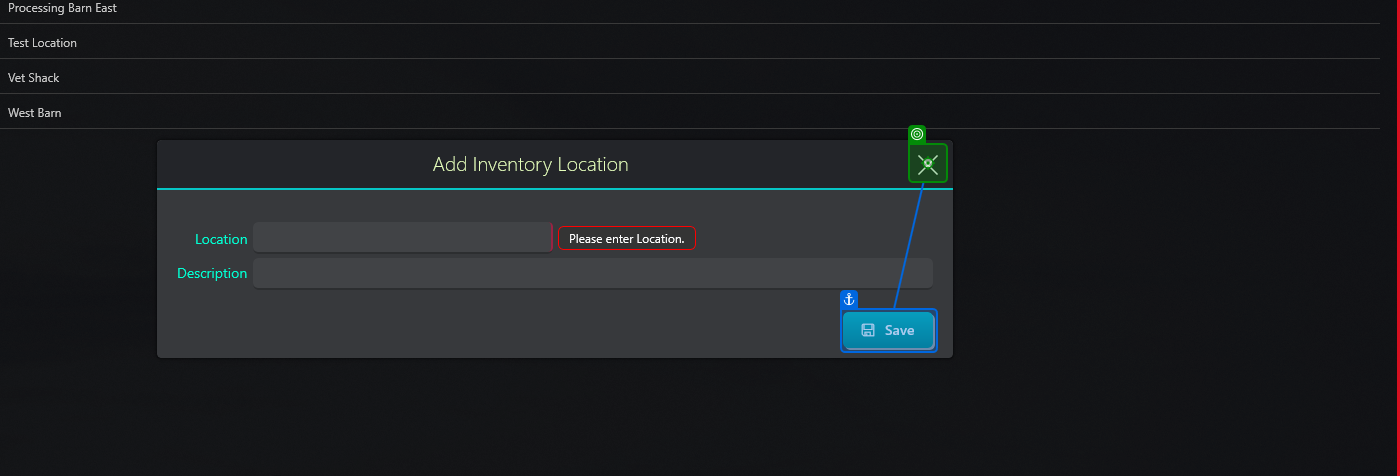 Processing Barn East
Test Location
Vet Shack
West Barn
Add Inventory Location
Location
Please enter Location.
Description
Save